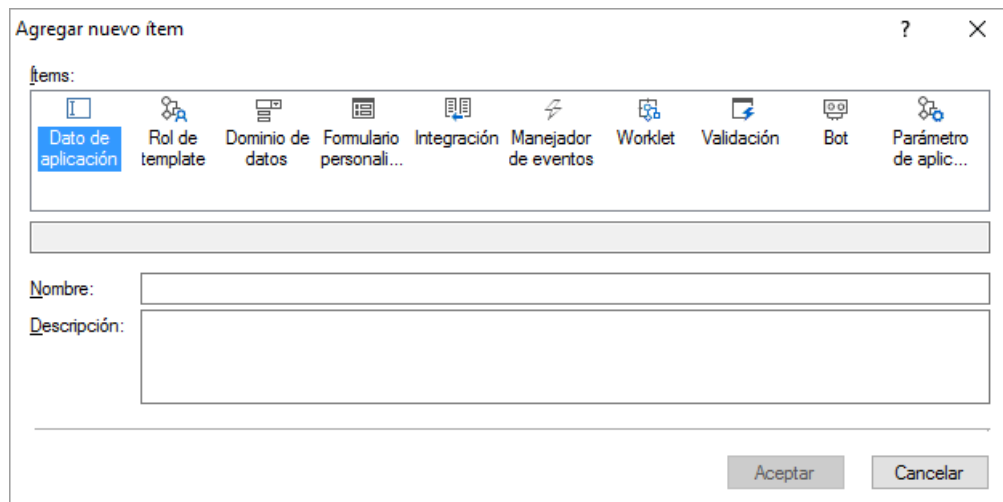 Agregar nuevo ítem ?
Ítems:
Dato de aplicación
Rol de template
Dominio de datos
Formulario personali...
Integración
Manejador de eventos
Worklet
Validación
Bot
Parámetro de aplic...
Nombre:
Descripción:
Aceptar Cancelar